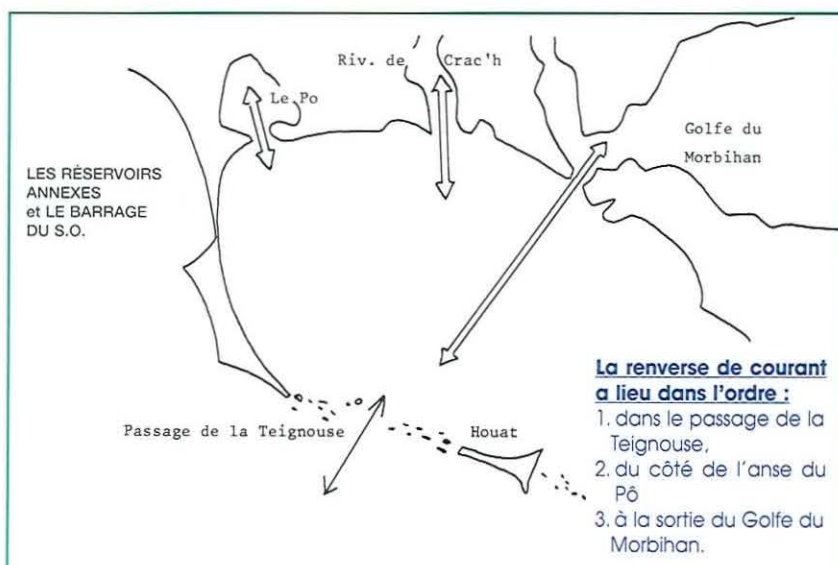 Riv. de Crac'h
Le Po
Golfe du
Morbihan
LES RÉSERVOIRS
ANNEXES
et LE BARRAGE
DU S.O.
Passage de la Teignouse
Houat
La renverse de courant
a lieu dans l'ordre :
1. dans le passage de la
Teignouse,
2. du côté de l'anse du
Pô
3. à la sortie du Golfe du
Morbihan.